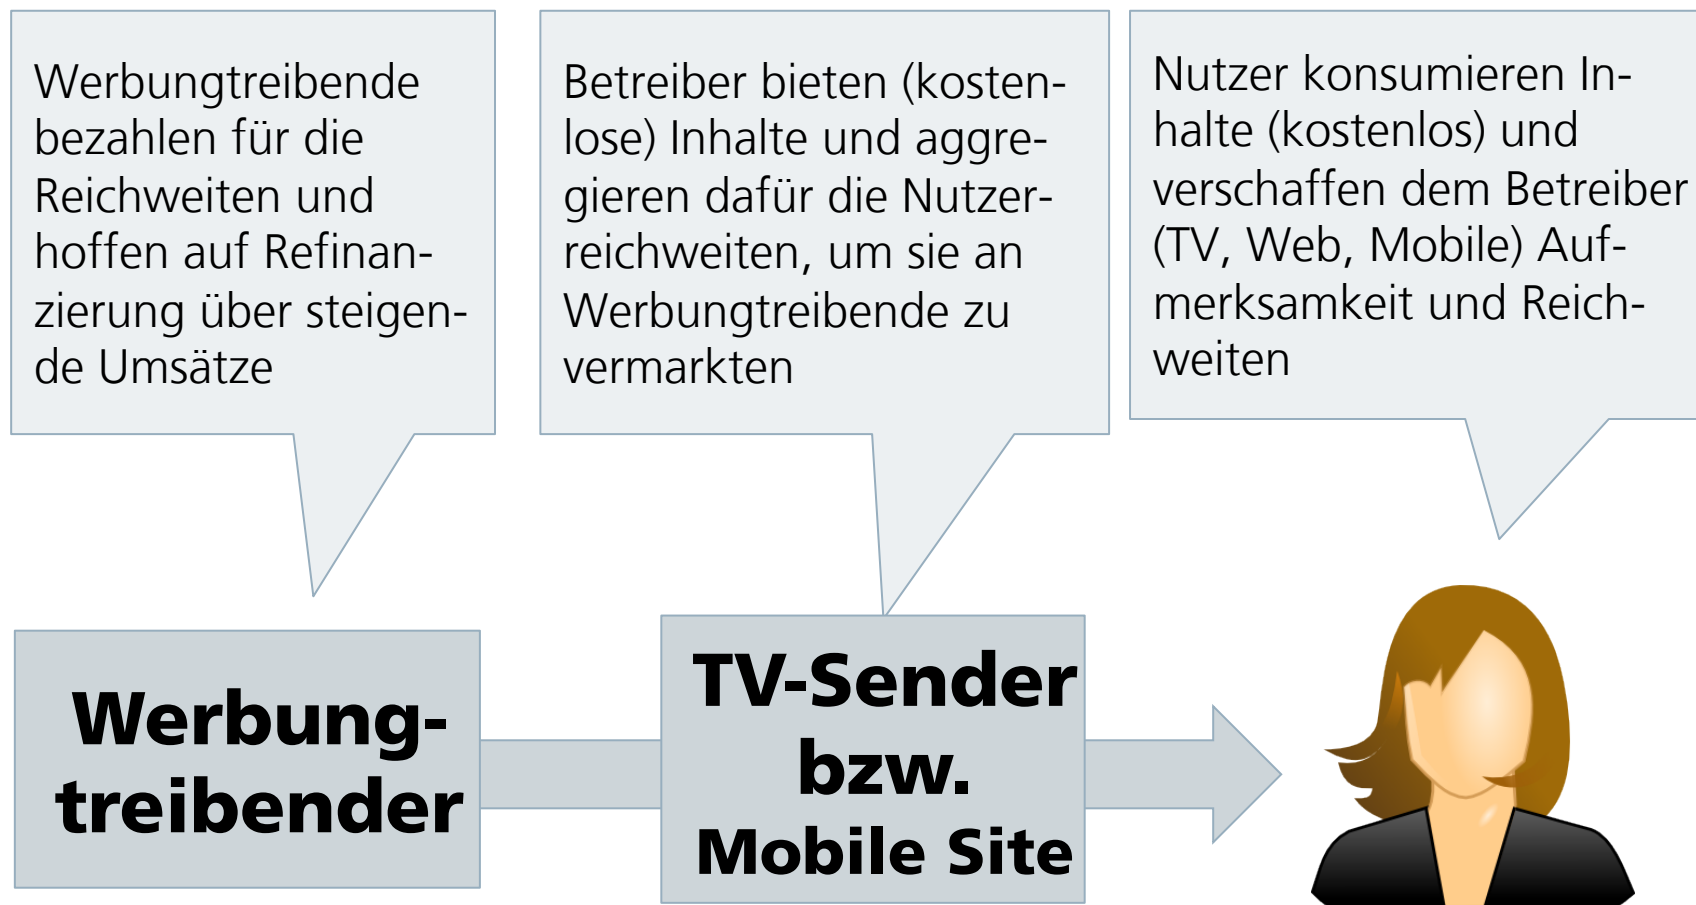 Werbungtreibende
bezahlen für die
Reichweiten und
hoffen auf Refinan-
zierung über steigen-
de Umsätze
Betreiber bieten (kosten-
lose) Inhalte und aggre-
gieren dafür die Nutzer-
reichweiten, um sie an
Werbungtreibende zu
vermarkten
Nutzer konsumieren In-
halte (kostenlos) und
verschaffen dem Betreiber
(TV, Web, Mobile) Auf-
merksamkeit und Reich-
weiten
Werbung-
treibender
TV-Sender
bzw.
Mobile Site